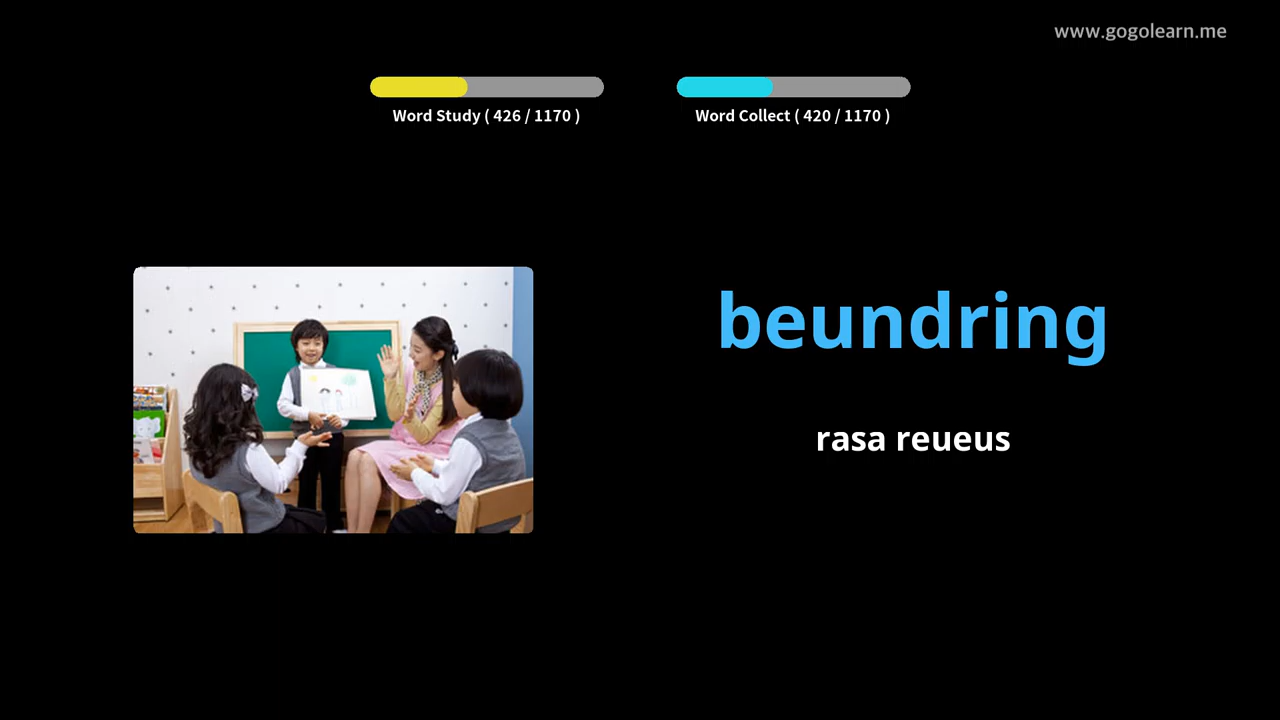 www.gogolearn.me
Word Study ( 426 / 1170 )
Word Collect ( 420 / 1170 )
beundring
rasa reueus